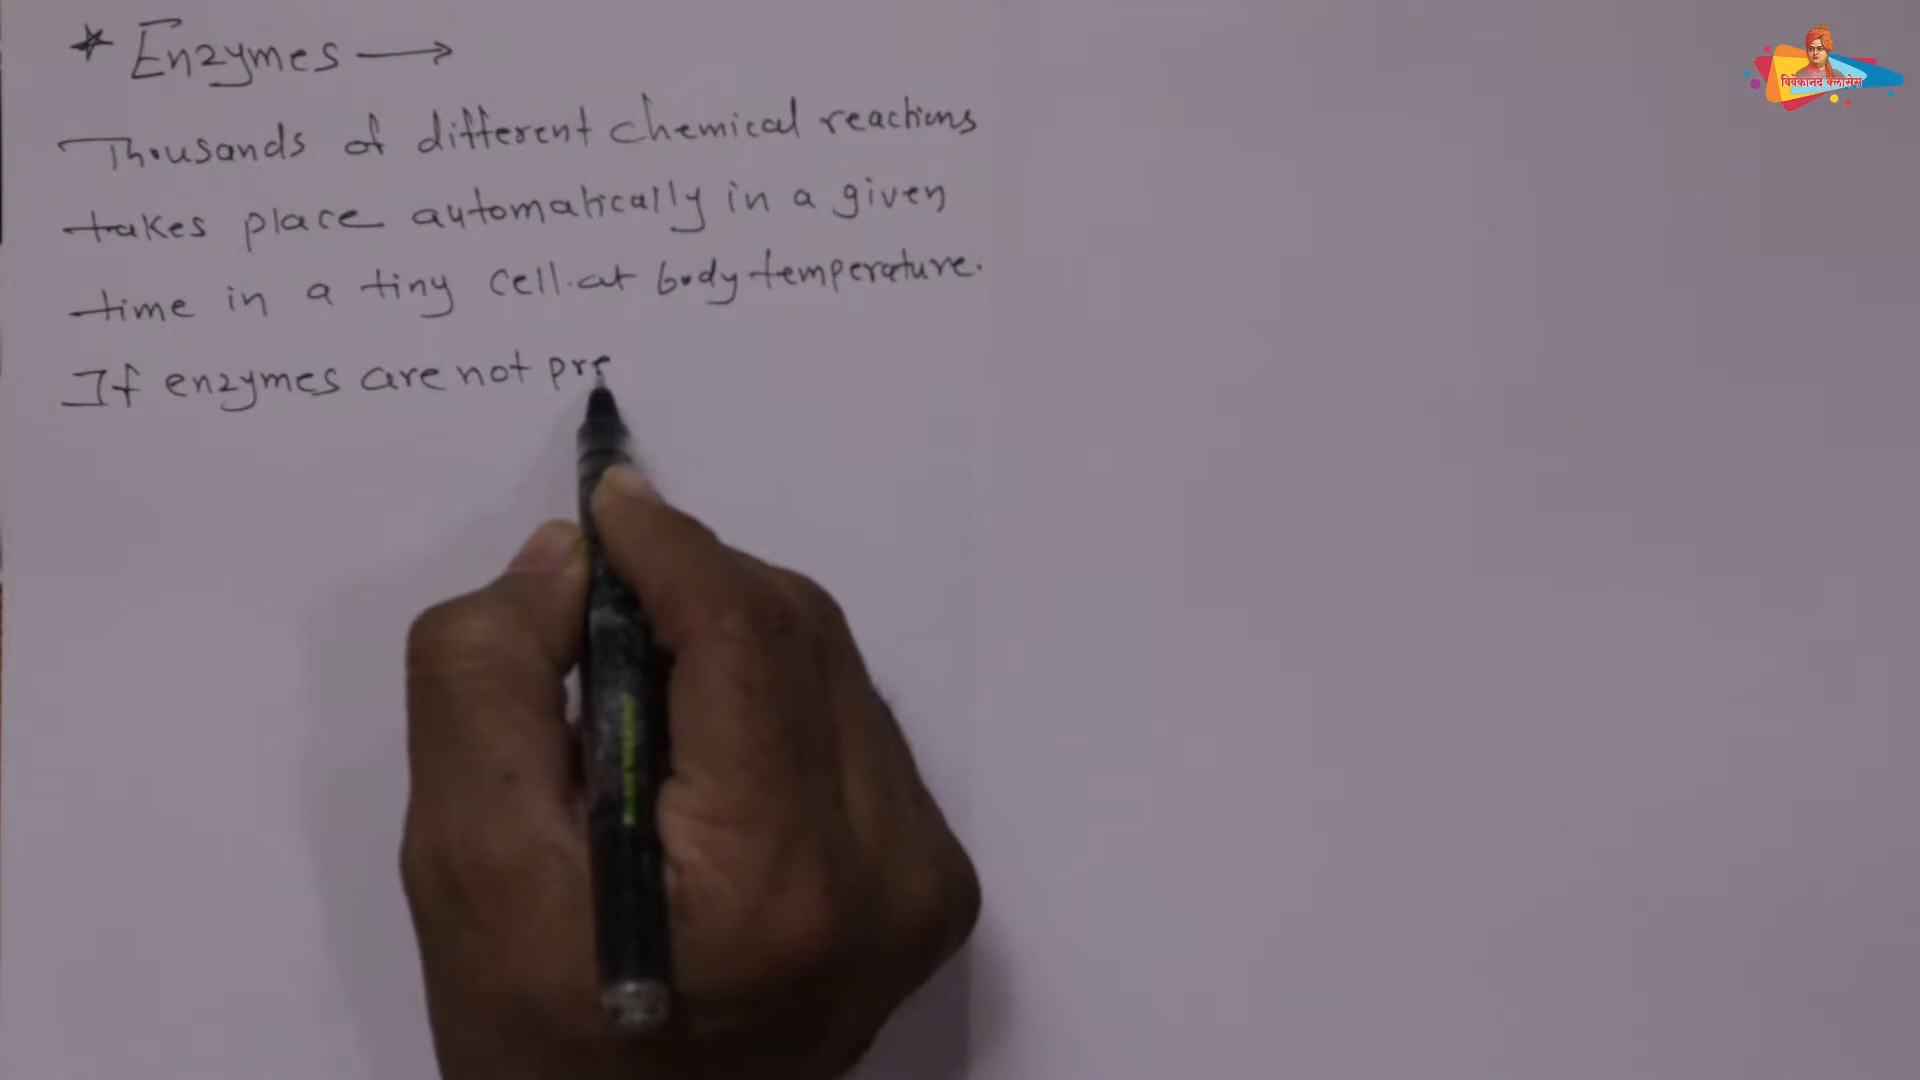 * Enzymes →
Thousands of different chemical reactions
takes place automatically in a given
time in a tiny cell.at body temperature.
If enzymes are not pre
विवेकानंद क्लासेस